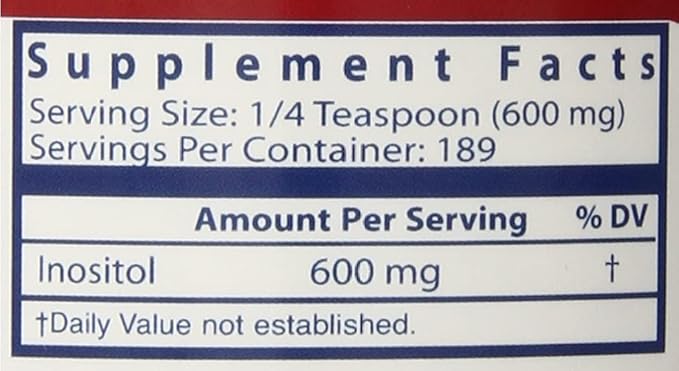 Supplement Facts
Serving Size: 1/4 Teaspoon (600 mg)
Servings Per Container: 189
Amount Per Serving % DV
Inositol 600 mg †
†Daily Value not established.